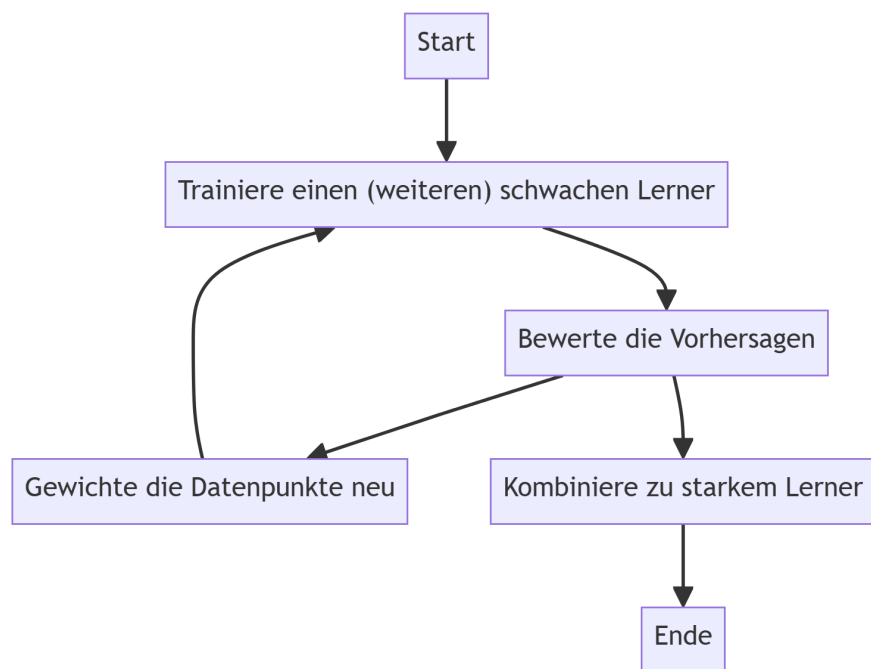 Start
Trainiere einen (weiteren) schwachen Lerner
Bewerte die Vorhersagen
Gewichte die Datenpunkte neu
Kombiniere zu starkem Lerner
Ende